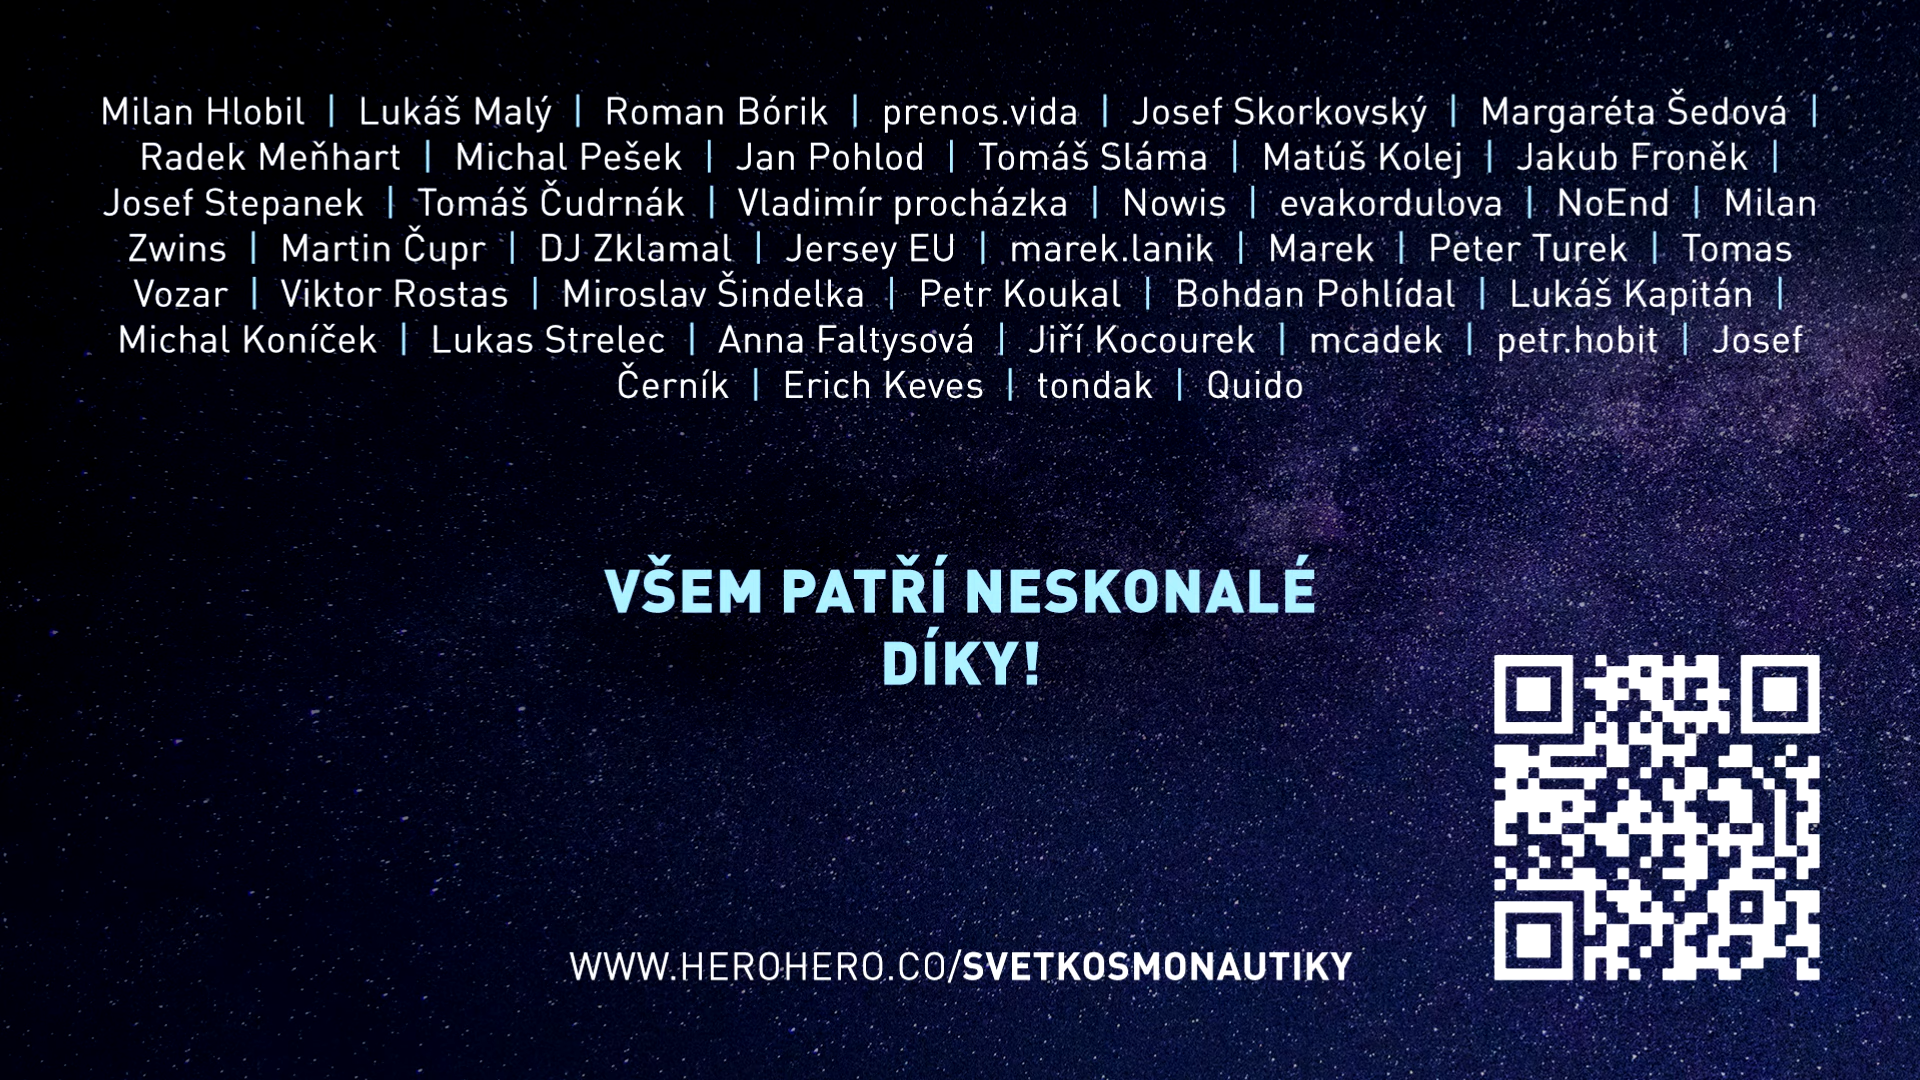 Milan Hlobil | Lukáš Malý | Roman Bórik | prenos.vida | Josef Skorkovský | Margaréta Šedová |
Radek Meňhart | Michal Pešek | Jan Pohlod | Tomáš Sláma | Matúš Kolej | Jakub Froněk |
Josef Stepanek | Tomáš Čudrnák | Vladimír procházka | Nowis | evakordulova | NoEnd | Milan
Zwins | Martin Čupr | DJ Zklamal | Jersey EU | marek.lanik | Marek | Peter Turek | Tomas
Vozar | Viktor Rostas | Miroslav Šindelka | Petr Koukal | Bohdan Pohlídal | Lukáš Kapitán |
Michal Koníček | Lukas Strelec | Anna Faltysová | Jiří Kocourek | mcadek | petr.hobit | Josef
Černík | Erich Keves | tondak | Quido
VŠEM PATŘÍ NESKONALÉ
DÍKY!
WWW.HEROHERO.CO/SVETKOSMONAUTIKY